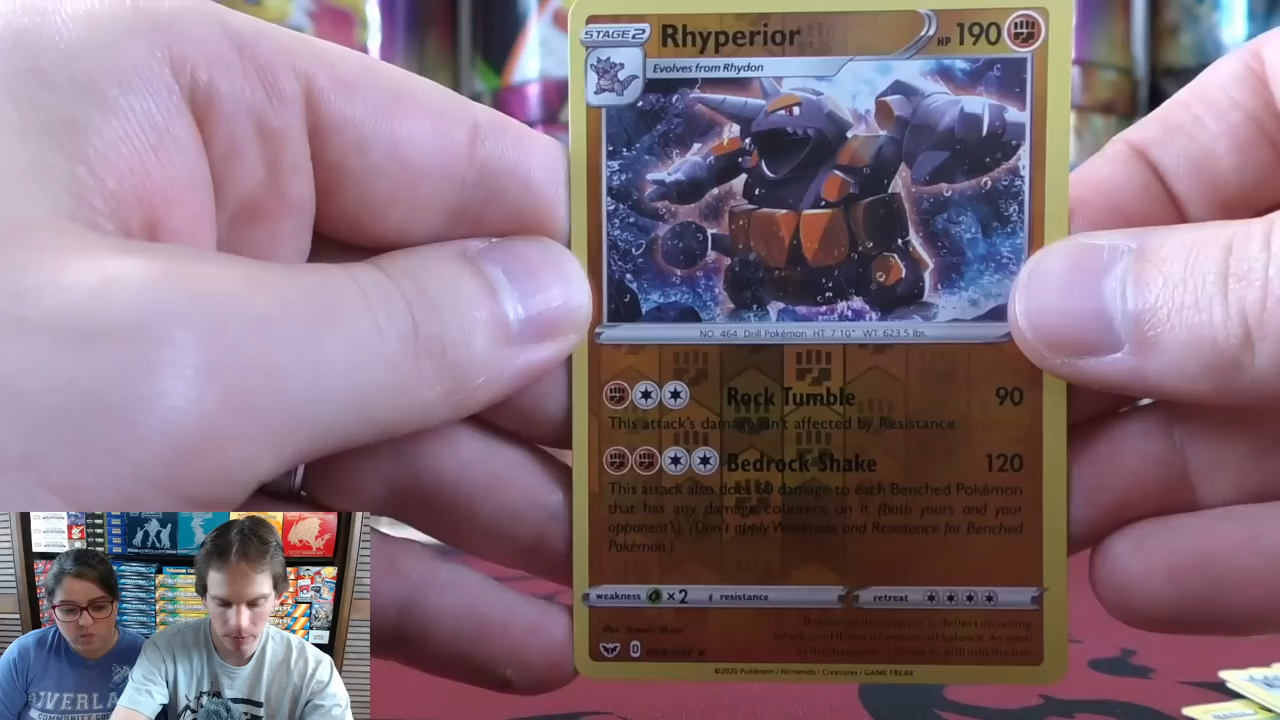 STAGE2
Rhyperior
HP 190
Evolves from Rhydon
NO. 464 Drill Pokémon HT: 7'10" WT: 623.5 lbs.
Rock Tumble 90
This attack's damage isn't affected by Resistance.
Bedrock Shake 120
This attack also does 60 damage to each Benched Pokémon
that has any damage counters on it (both yours and your
opponent's). (Don't apply Weakness and Resistance for Benched
Pokémon.)
weakness ×2 resistance retreat
D
©2020 Pokémon / Nintendo / Creatures / GAME FREAK
COMMUNITY